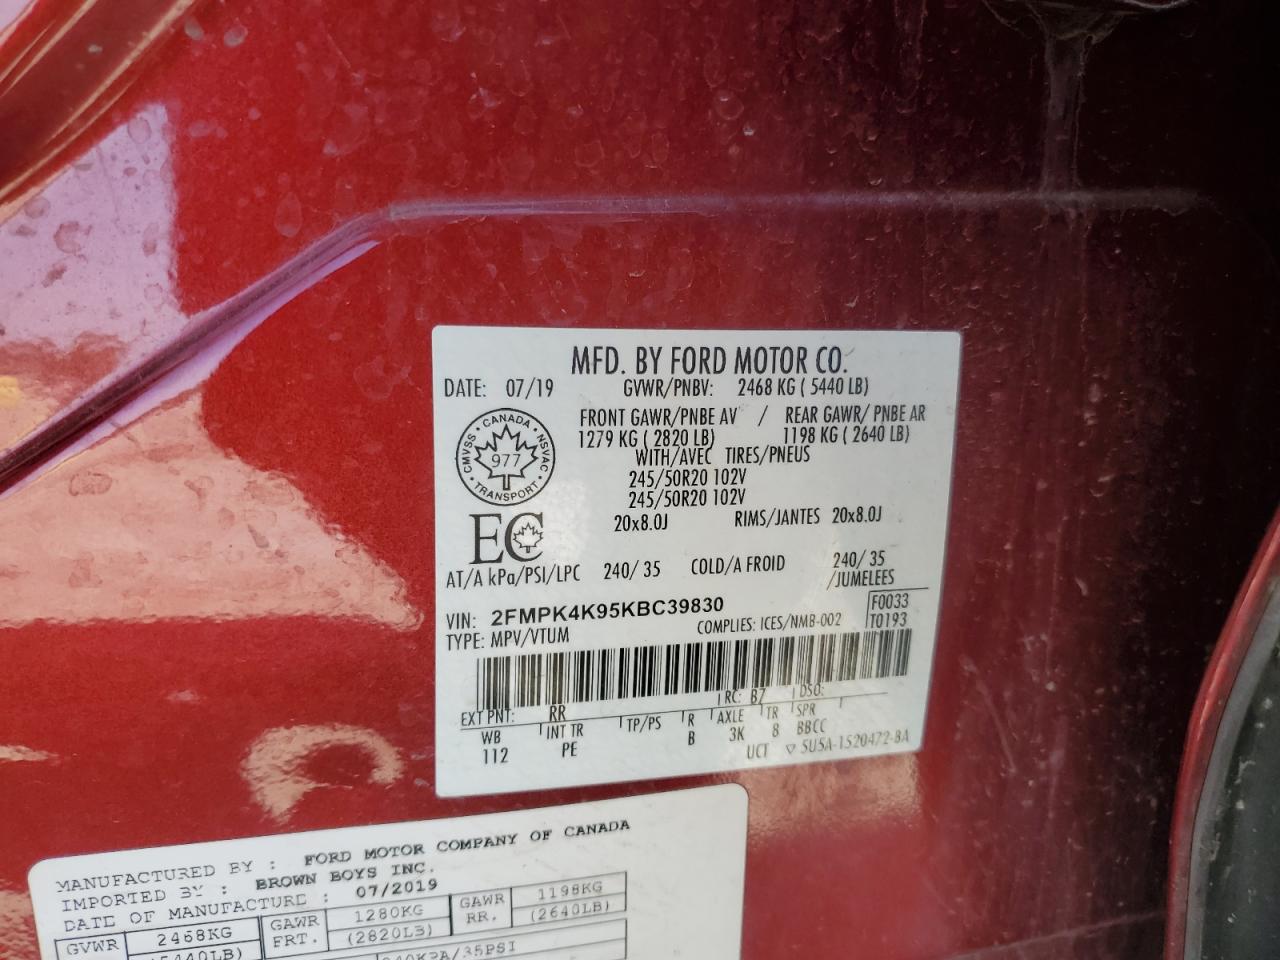 MFD. BY FORD MOTOR CO.
DATE: 07/19 GVWR/PNBV: 2468 KG ( 5440 LB)
FRONT GAWR/PNBE AV / REAR GAWR/ PNBE AR
1279 KG ( 2820 LB) 1198 KG ( 2640 LB)
WITH/AVEC TIRES/PNEUS
245/50R20 102V
245/50R20 102V
20x8.0J RIMS/JANTES 20x8.0J
CMVSS · CANADA · NSVAC · TRANSPORT ·
977
EC
AT/A kPa/PSI/LPC 240/ 35 COLD/A FROID 240/ 35
/JUMELEES
VIN: 2FMPK4K95KBC39830 F0033
TYPE: MPV/VTUM COMPLIES: ICES/NMB-002 T0193
RC: B7 DSO:
EXT PNT: RR
WB INT TR TP/PS R AXLE TR SPR
112 PE B 3K 8 BBCC
UCT ▽ 5U5A-1520472-BA
MANUFACTURED BY : FORD MOTOR COMPANY OF CANADA
IMPORTED BY : BROWN BOYS INC.
DATE OF MANUFACTURE : 07/2019
GVWR 2468KG GAWR FRT. 1280KG GAWR RR. 1198KG
(5440LB) (2820LB) (2640LB)
240KPA/35PSI